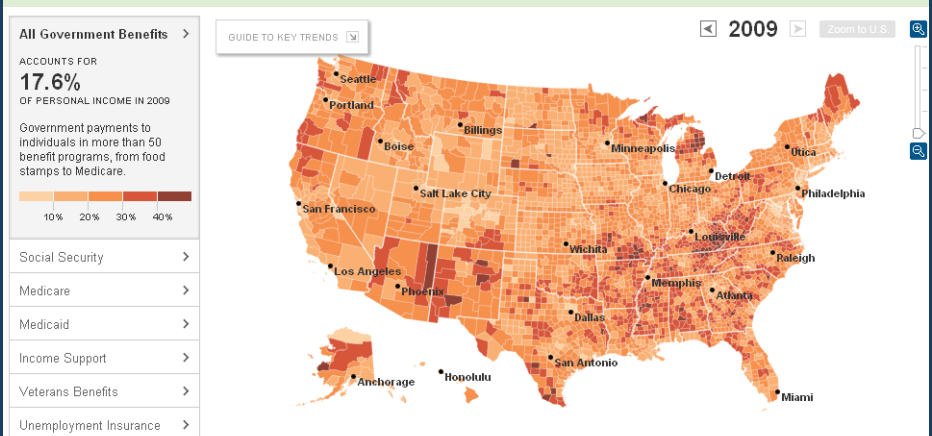 All Government Benefits >
ACCOUNTS FOR
17.6%
OF PERSONAL INCOME IN 2009
Government payments to
individuals in more than 50
benefit programs, from food
stamps to Medicare.
10% 20% 30% 40%
Social Security >
Medicare >
Medicaid >
Income Support >
Veterans Benefits >
Unemployment Insurance >
GUIDE TO KEY TRENDS
2009
Zoom to U.S.
Seattle
Portland
Billings
Boise
Minneapolis
Utica
Detroit
Chicago
Salt Lake City
Philadelphia
San Francisco
Louisville
Wichita
Raleigh
Los Angeles
Memphis
Phoenix
Atlanta
Dallas
San Antonio
Honolulu
Anchorage
Miami